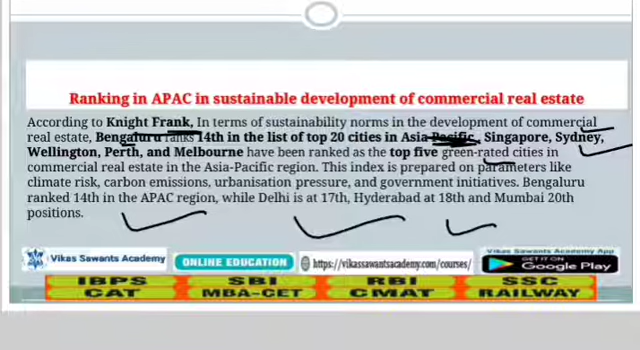 Ranking in APAC in sustainable development of commercial real estate
According to Knight Frank, In terms of sustainability norms in the development of commercial
real estate, Bengaluru ranks 14th in the list of top 20 cities in Asia Pacific. Singapore, Sydney,
Wellington, Perth, and Melbourne have been ranked as the top five green-rated cities in
commercial real estate in the Asia-Pacific region. This index is prepared on parameters like
climate risk, carbon emissions, urbanisation pressure, and government initiatives. Bengaluru
ranked 14th in the APAC region, while Delhi is at 17th, Hyderabad at 18th and Mumbai 20th
positions.
Vikas Sawants Academy
ONLINE EDUCATION
https://vikassawantsacademy.com/courses/
Vikas Sawants Academy App
GET IT ON
Google Play
IBPS SBI RBI SSC
CAT MBA-CET CMAT RAILWAY